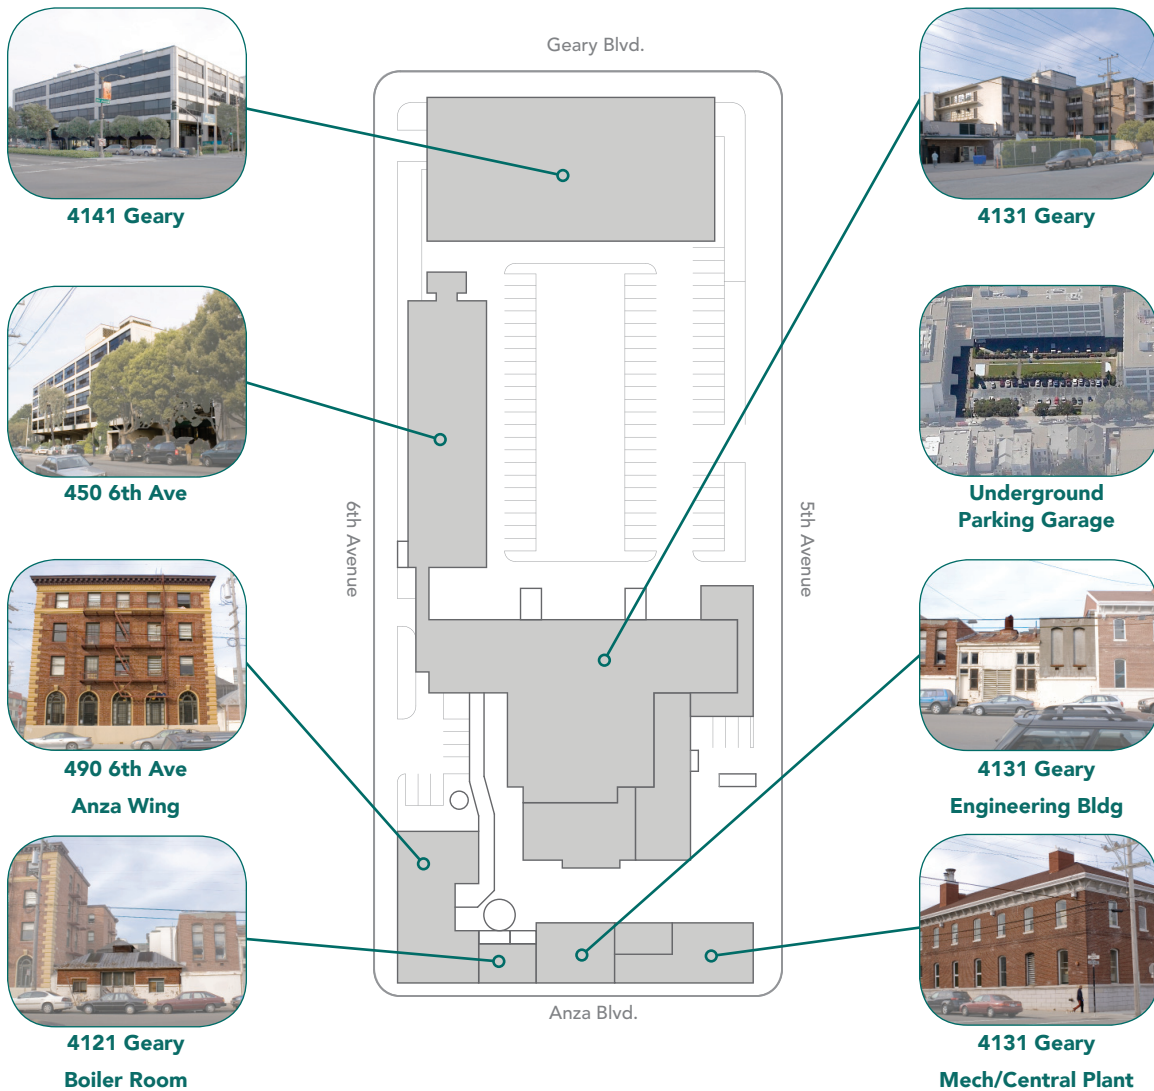 Geary Blvd.
4141 Geary
4131 Geary
450 6th Ave
Underground
Parking Garage
6th Avenue
5th Avenue
490 6th Ave
Anza Wing
4131 Geary
Engineering Bldg
Anza Blvd.
4121 Geary
Boiler Room
4131 Geary
Mech/Central Plant